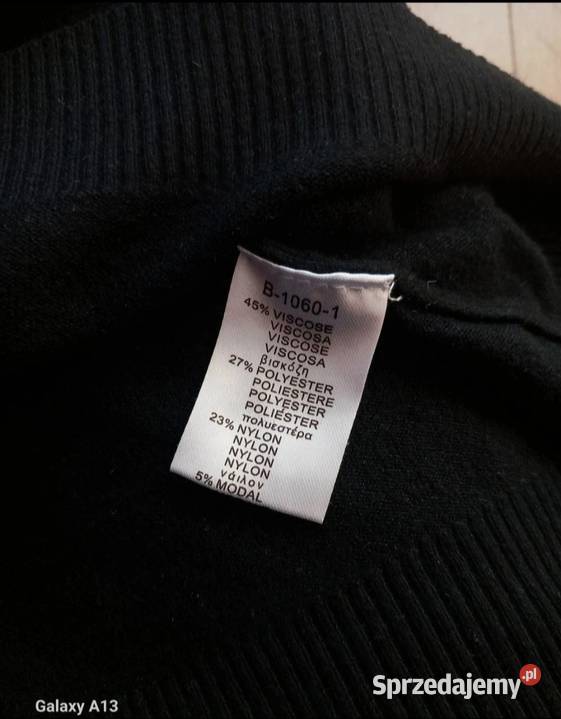 B-1060-1
45% VISCOSE
VISCOSA
VISCOSE
VISCOSA
βισκόζη
27% POLYESTER
POLIESTERE
POLYESTER
POLIÉSTER
πολυεστέρα
23% NYLON
NYLON
NYLON
NYLON
νάιλον
5% MODAL
Galaxy A13
Sprzedajemy.pl